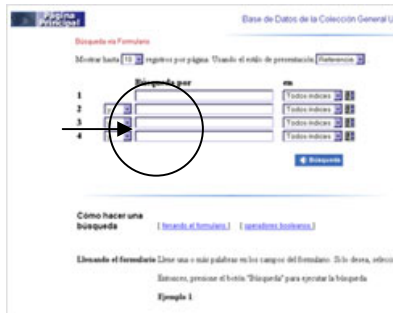 Página Principal
Base de Datos de la Colección General U
Búsqueda vía Formulario
Mostrar hasta 10 registros por página. Usando el estilo de presentación Referencia
Búsqueda por en
1 Todos índices
2 Todos índices
3 Todos índices
4 Todos índices
Búsqueda
Cómo hacer una
búsqueda [ llenando el formulario ] [ operadores booleanos ]
Llenando el formulario Llene una o más palabras en los campos del formulario. Si lo desea, selecc
Entonces, presione el botón "Búsqueda" para ejecutar la búsqueda
Ejemplo 1